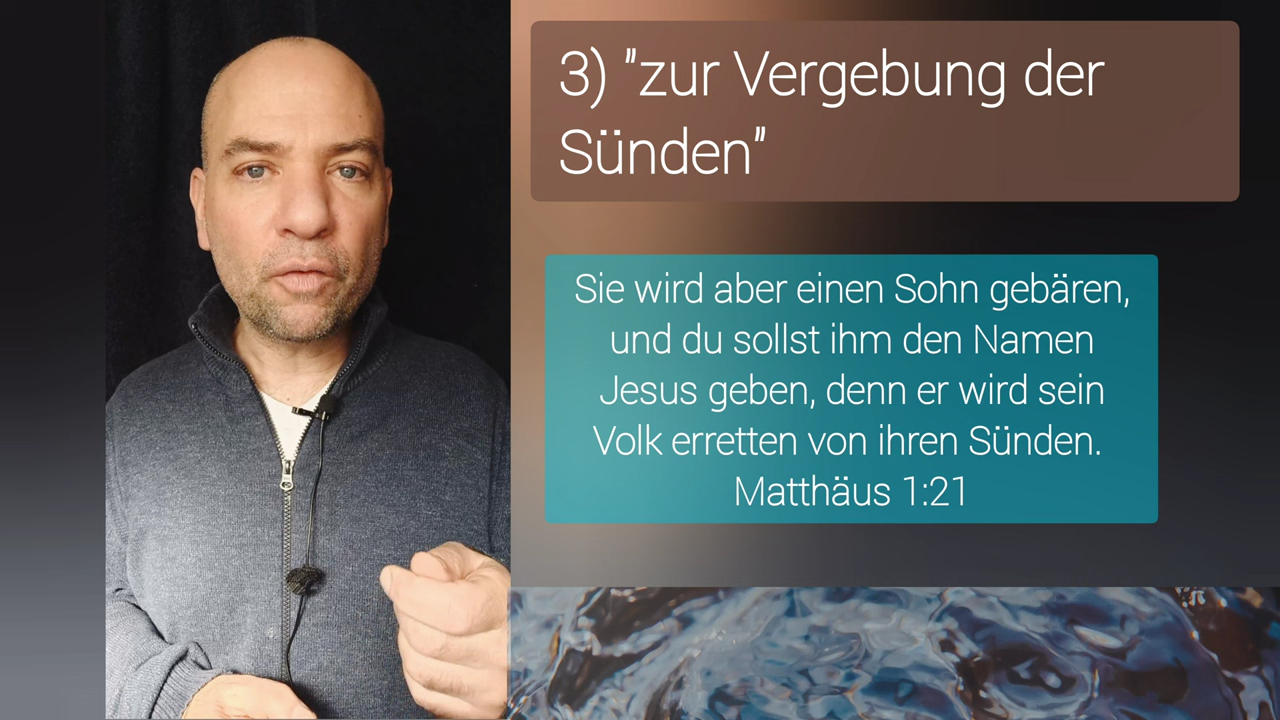 3) "zur Vergebung der
Sünden"
Sie wird aber einen Sohn gebären,
und du sollst ihm den Namen
Jesus geben, denn er wird sein
Volk erretten von ihren Sünden.
Matthäus 1:21